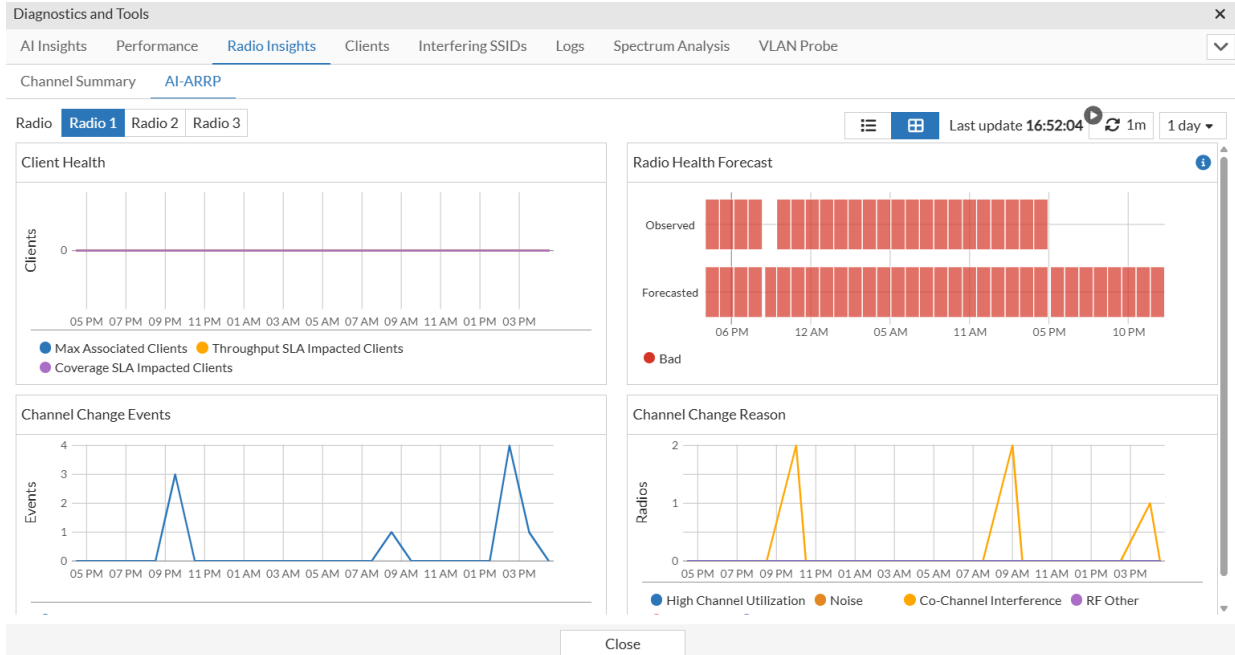 Diagnostics and Tools
AI Insights Performance Radio Insights Clients Interfering SSIDs Logs Spectrum Analysis VLAN Probe
Channel Summary AI-ARRP
Radio Radio 1 Radio 2 Radio 3 Last update 16:52:04 1m 1 day
Client Health
Clients
0
05 PM 07 PM 09 PM 11 PM 01 AM 03 AM 05 AM 07 AM 09 AM 11 AM 01 PM 03 PM
Max Associated Clients Throughput SLA Impacted Clients
Coverage SLA Impacted Clients
Radio Health Forecast
Observed
Forecasted
06 PM 12 AM 05 AM 11 AM 05 PM 10 PM
Bad
Channel Change Events
Events
4
3
2
1
0
05 PM 07 PM 09 PM 11 PM 01 AM 03 AM 05 AM 07 AM 09 AM 11 AM 01 PM 03 PM
Channel Change Reason
Radios
2
1
0
05 PM 07 PM 09 PM 11 PM 01 AM 03 AM 05 AM 07 AM 09 AM 11 AM 01 PM 03 PM
High Channel Utilization Noise Co-Channel Interference RF Other
Close